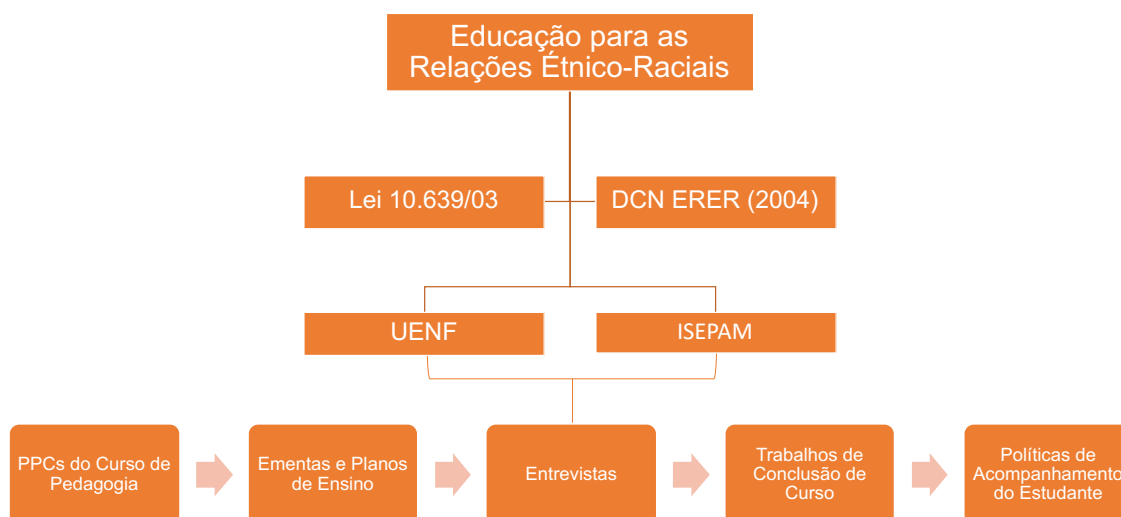 Educação para as
Relações Étnico-Raciais
Lei 10.639/03
DCN ERER (2004)
UENF
ISEPAM
PPCs do Curso de
Pedagogia
Ementas e Planos
de Ensino
Entrevistas
Trabalhos de
Conclusão de
Curso
Políticas de
Acompanhamento
do Estudante